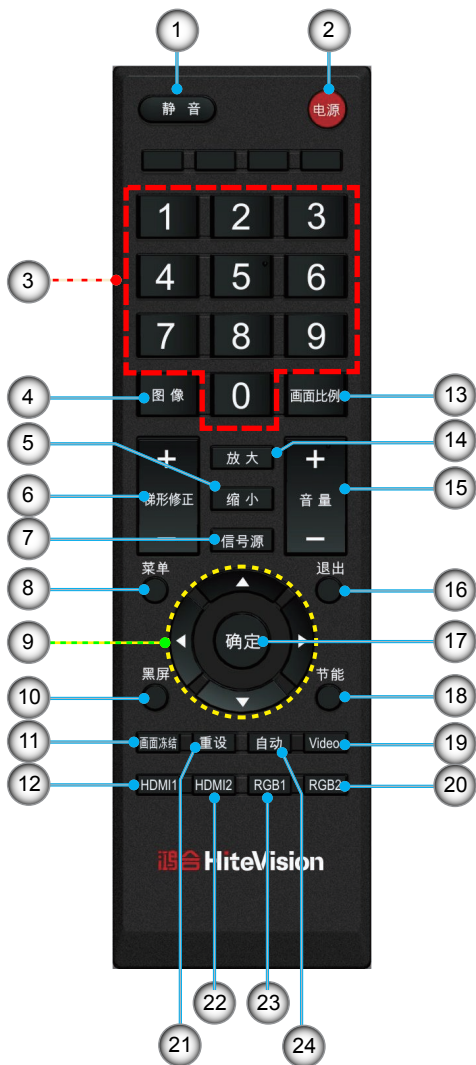 1 2
静 音 电源
1 2 3
3 4 5 6
7 8 9
4 图 像 0 画面比例 13
5 + 放 大 + 14
6 梯形修正 缩 小 音 量 15
7 − 信号源 −
菜单 退出
8 16
9 确定 17
黑屏 节能
10 18
11 画面冻结 重设 自动 Video 19
12 HDMI1 HDMI2 RGB1 RGB2 20
鸿合 HiteVision
22 23
21 24